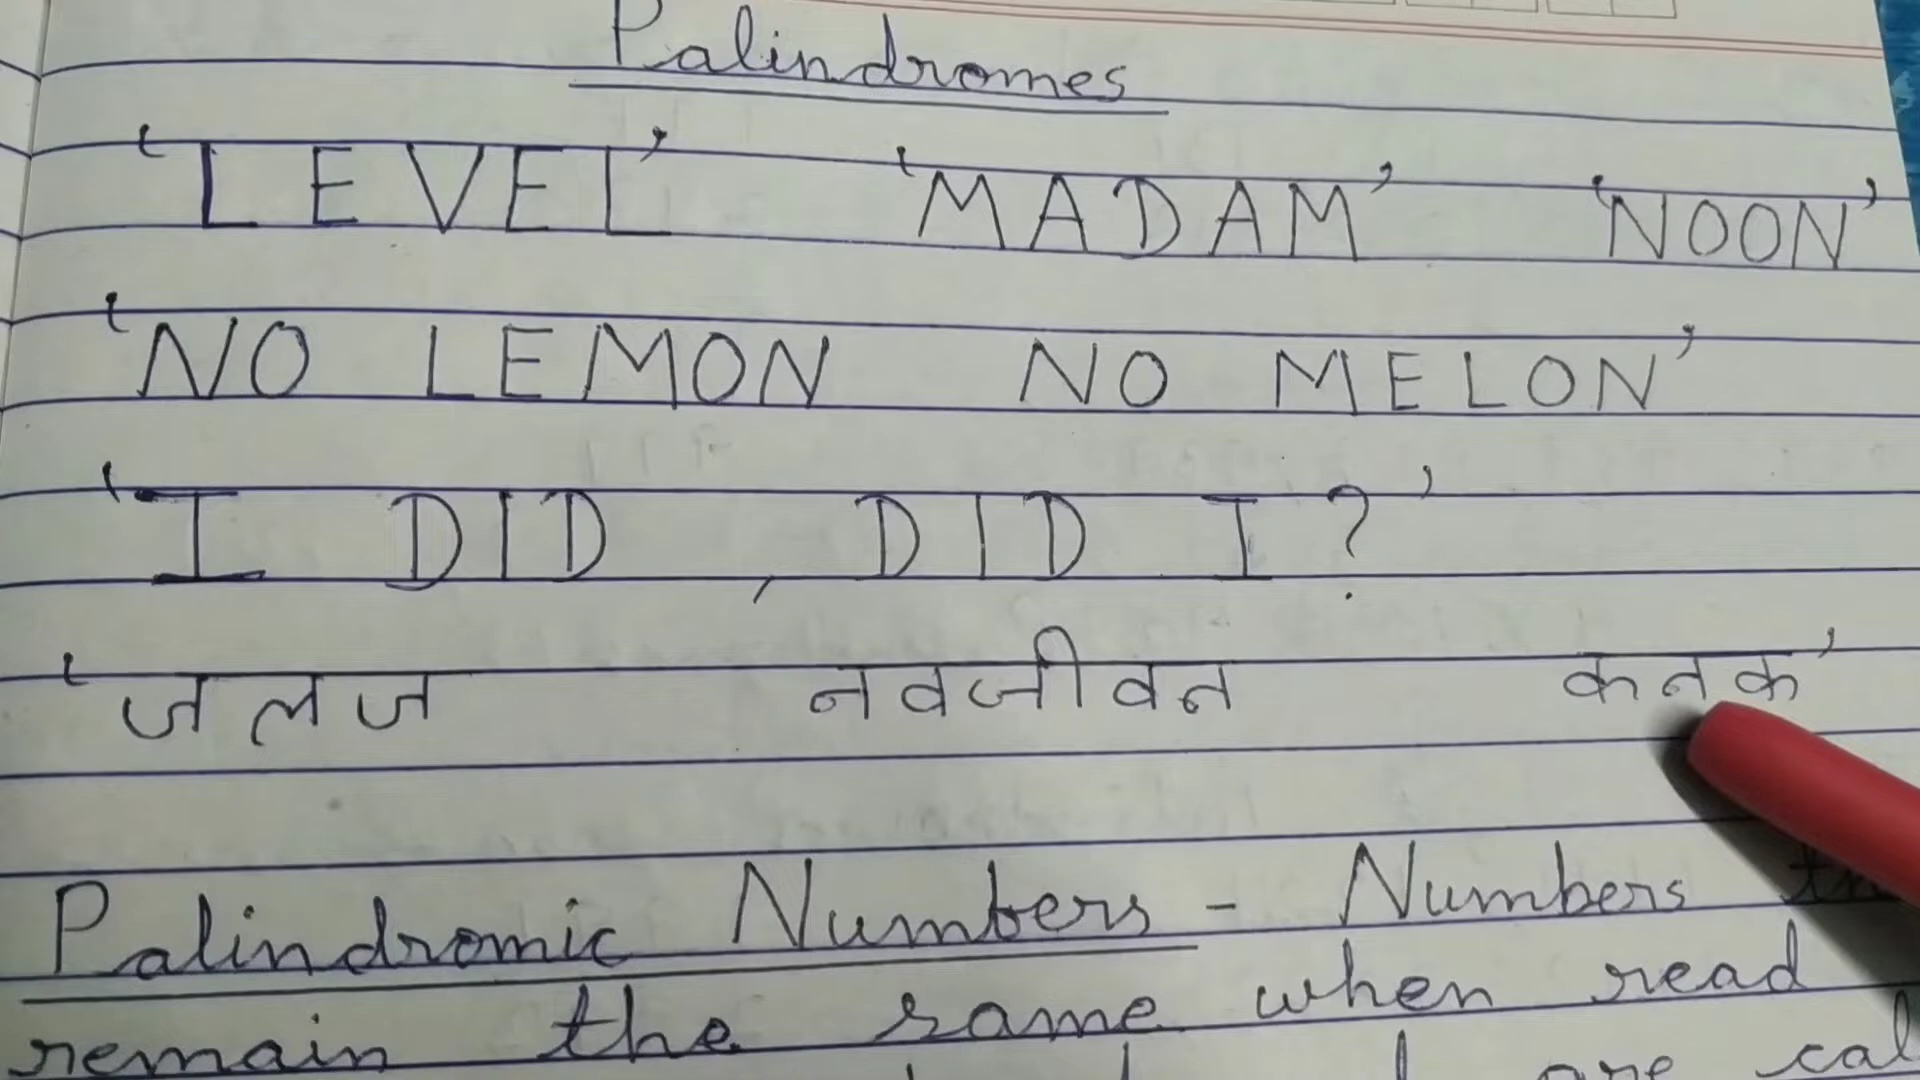 Palindromes
'LEVEL' 'MADAM' 'NOON'
'NO LEMON NO MELON'
'I DID, DID I?'
'जलज नवजीवन कनक'
Palindromic Numbers - Numbers
remain the same when read
are